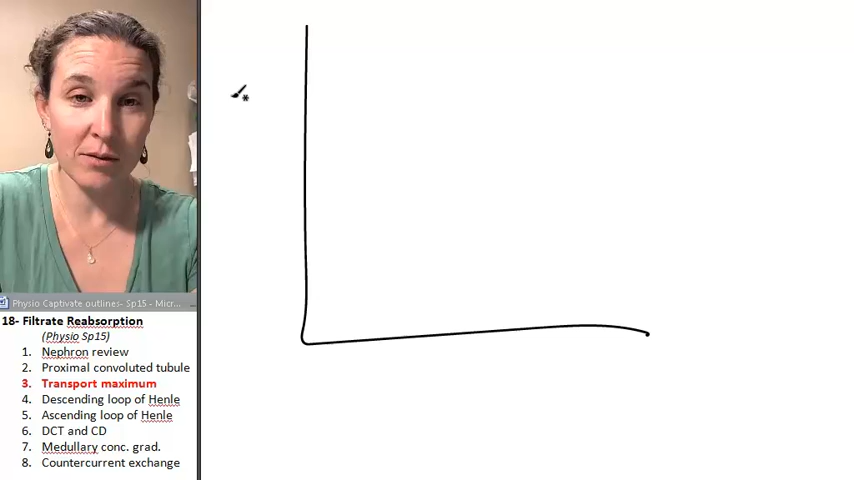 Physio Captivate outlines- Sp15 - Micr...
18- Filtrate Reabsorption
(Physio Sp15)
1. Nephron review
2. Proximal convoluted tubule
3. Transport maximum
4. Descending loop of Henle
5. Ascending loop of Henle
6. DCT and CD
7. Medullary conc. grad.
8. Countercurrent exchange